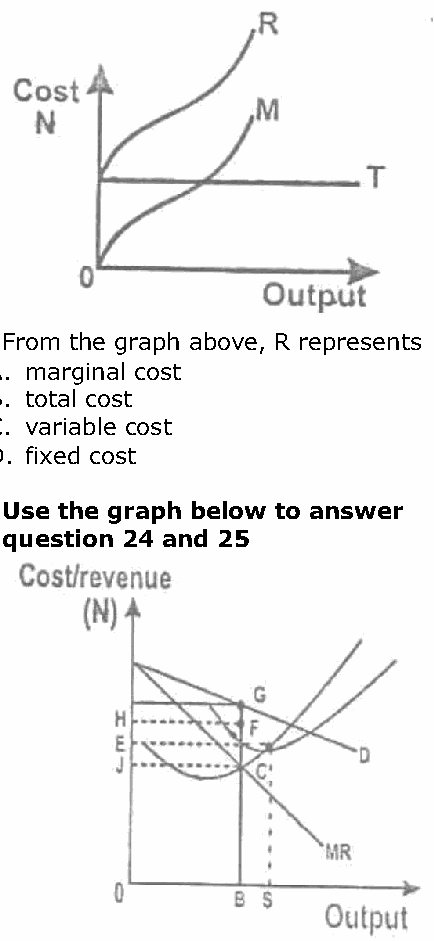 R
Cost
N
M
T
0
Output
From the graph above, R represents
. marginal cost
. total cost
. variable cost
. fixed cost
Use the graph below to answer
question 24 and 25
Cost/revenue
(N)
G
H
F
E
D
J
C
MR
0
B S
Output